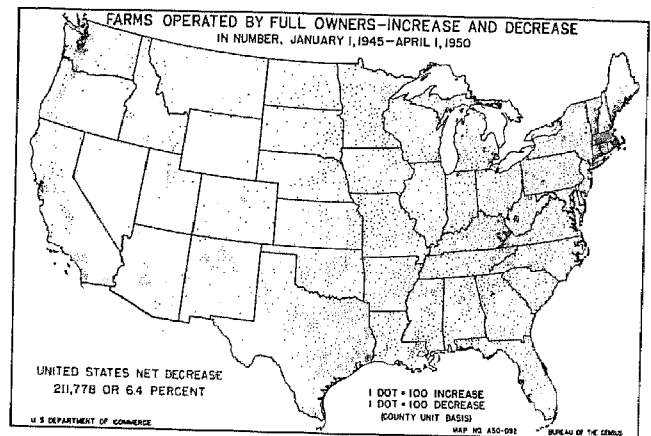 FARMS OPERATED BY FULL OWNERS-INCREASE AND DECREASE
IN NUMBER, JANUARY 1, 1945-APRIL 1, 1950
UNITED STATES NET DECREASE
211,778 OR 6.4 PERCENT
1 DOT = 100 INCREASE
1 DOT = 100 DECREASE
(COUNTY UNIT BASIS)
U S DEPARTMENT OF COMMERCE
MAP NO. A50-092
BUREAU OF THE CENSUS